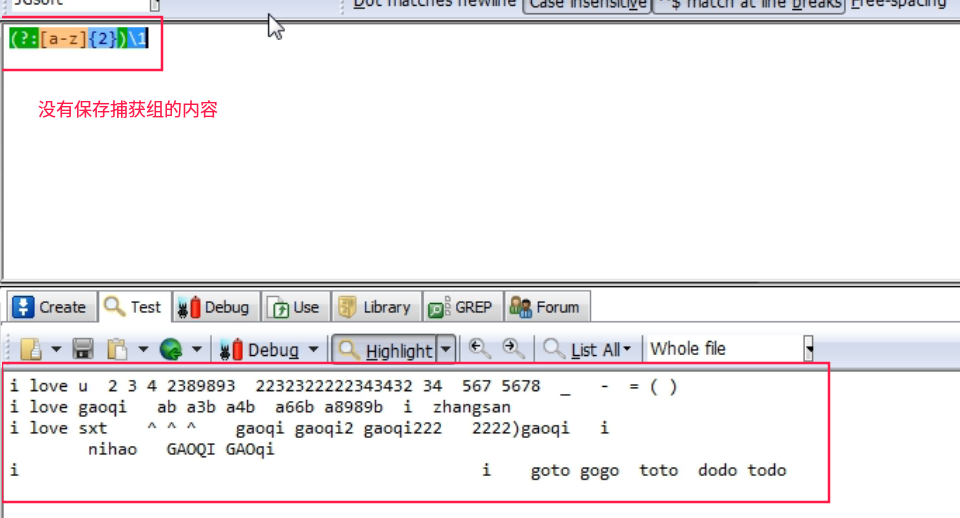 JGsoft Dot matches newline Case insensitive ^$ match at line breaks Free-spacing
(?:[a-z]{2})\1
没有保存捕获组的内容
Create Test Debug Use Library GREP Forum
Debug Highlight List All Whole file
i love u  2 3 4 2389893  2232322222343432 34  567 5678  _   -  = ( )
i love gaoqi   ab a3b a4b  a66b a8989b  i  zhangsan
i love sxt    ^ ^ ^    gaoqi gaoqi2 gaoqi222   2222)gaoqi   i
nihao   GAOQI GAOqi
i                                                i    goto gogo  toto  dodo todo